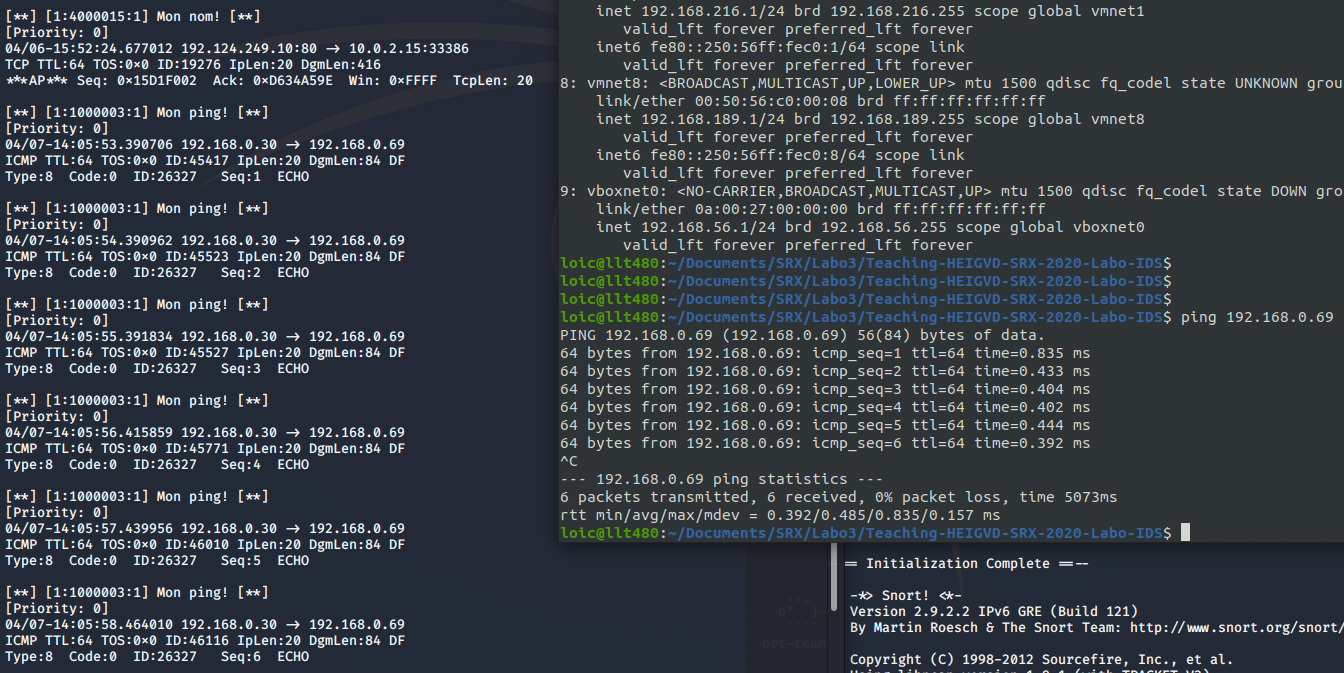 [**] [1:4000015:1] Mon nom! [**]
[Priority: 0]
04/06-15:52:24.677012 192.124.249.10:80 → 10.0.2.15:33386
TCP TTL:64 TOS:0×0 ID:19276 IpLen:20 DgmLen:416
***AP*** Seq: 0×15D1F002  Ack: 0×D634A59E  Win: 0×FFFF  TcpLen: 20

[**] [1:1000003:1] Mon ping! [**]
[Priority: 0]
04/07-14:05:53.390706 192.168.0.30 → 192.168.0.69
ICMP TTL:64 TOS:0×0 ID:45417 IpLen:20 DgmLen:84 DF
Type:8  Code:0  ID:26327   Seq:1  ECHO

[**] [1:1000003:1] Mon ping! [**]
[Priority: 0]
04/07-14:05:54.390962 192.168.0.30 → 192.168.0.69
ICMP TTL:64 TOS:0×0 ID:45523 IpLen:20 DgmLen:84 DF
Type:8  Code:0  ID:26327   Seq:2  ECHO

[**] [1:1000003:1] Mon ping! [**]
[Priority: 0]
04/07-14:05:55.391834 192.168.0.30 → 192.168.0.69
ICMP TTL:64 TOS:0×0 ID:45527 IpLen:20 DgmLen:84 DF
Type:8  Code:0  ID:26327   Seq:3  ECHO

[**] [1:1000003:1] Mon ping! [**]
[Priority: 0]
04/07-14:05:56.415859 192.168.0.30 → 192.168.0.69
ICMP TTL:64 TOS:0×0 ID:45771 IpLen:20 DgmLen:84 DF
Type:8  Code:0  ID:26327   Seq:4  ECHO

[**] [1:1000003:1] Mon ping! [**]
[Priority: 0]
04/07-14:05:57.439956 192.168.0.30 → 192.168.0.69
ICMP TTL:64 TOS:0×0 ID:46010 IpLen:20 DgmLen:84 DF
Type:8  Code:0  ID:26327   Seq:5  ECHO

[**] [1:1000003:1] Mon ping! [**]
[Priority: 0]
04/07-14:05:58.464010 192.168.0.30 → 192.168.0.69
ICMP TTL:64 TOS:0×0 ID:46116 IpLen:20 DgmLen:84 DF
Type:8  Code:0  ID:26327   Seq:6  ECHO

inet 192.168.216.1/24 brd 192.168.216.255 scope global vmnet1
valid_lft forever preferred_lft forever
inet6 fe80::250:56ff:fec0:1/64 scope link
valid_lft forever preferred_lft forever
8: vmnet8: <BROADCAST,MULTICAST,UP,LOWER_UP> mtu 1500 qdisc fq_codel state UNKNOWN grou
link/ether 00:50:56:c0:00:08 brd ff:ff:ff:ff:ff:ff
inet 192.168.189.1/24 brd 192.168.189.255 scope global vmnet8
valid_lft forever preferred_lft forever
inet6 fe80::250:56ff:fec0:8/64 scope link
valid_lft forever preferred_lft forever
9: vboxnet0: <NO-CARRIER,BROADCAST,MULTICAST,UP> mtu 1500 qdisc fq_codel state DOWN gro
link/ether 0a:00:27:00:00:00 brd ff:ff:ff:ff:ff:ff
inet 192.168.56.1/24 brd 192.168.56.255 scope global vboxnet0
valid_lft forever preferred_lft forever
loic@llt480:~/Documents/SRX/Labo3/Teaching-HEIGVD-SRX-2020-Labo-IDS$
loic@llt480:~/Documents/SRX/Labo3/Teaching-HEIGVD-SRX-2020-Labo-IDS$
loic@llt480:~/Documents/SRX/Labo3/Teaching-HEIGVD-SRX-2020-Labo-IDS$
loic@llt480:~/Documents/SRX/Labo3/Teaching-HEIGVD-SRX-2020-Labo-IDS$ ping 192.168.0.69
PING 192.168.0.69 (192.168.0.69) 56(84) bytes of data.
64 bytes from 192.168.0.69: icmp_seq=1 ttl=64 time=0.835 ms
64 bytes from 192.168.0.69: icmp_seq=2 ttl=64 time=0.433 ms
64 bytes from 192.168.0.69: icmp_seq=3 ttl=64 time=0.404 ms
64 bytes from 192.168.0.69: icmp_seq=4 ttl=64 time=0.402 ms
64 bytes from 192.168.0.69: icmp_seq=5 ttl=64 time=0.444 ms
64 bytes from 192.168.0.69: icmp_seq=6 ttl=64 time=0.392 ms
^C
--- 192.168.0.69 ping statistics ---
6 packets transmitted, 6 received, 0% packet loss, time 5073ms
rtt min/avg/max/mdev = 0.392/0.485/0.835/0.157 ms
loic@llt480:~/Documents/SRX/Labo3/Teaching-HEIGVD-SRX-2020-Labo-IDS$

== Initialization Complete ==--

-*> Snort! <*-
Version 2.9.2.2 IPv6 GRE (Build 121)
By Martin Roesch & The Snort Team: http://www.snort.org/snort/

Copyright (C) 1998-2012 Sourcefire, Inc., et al.
ort-team